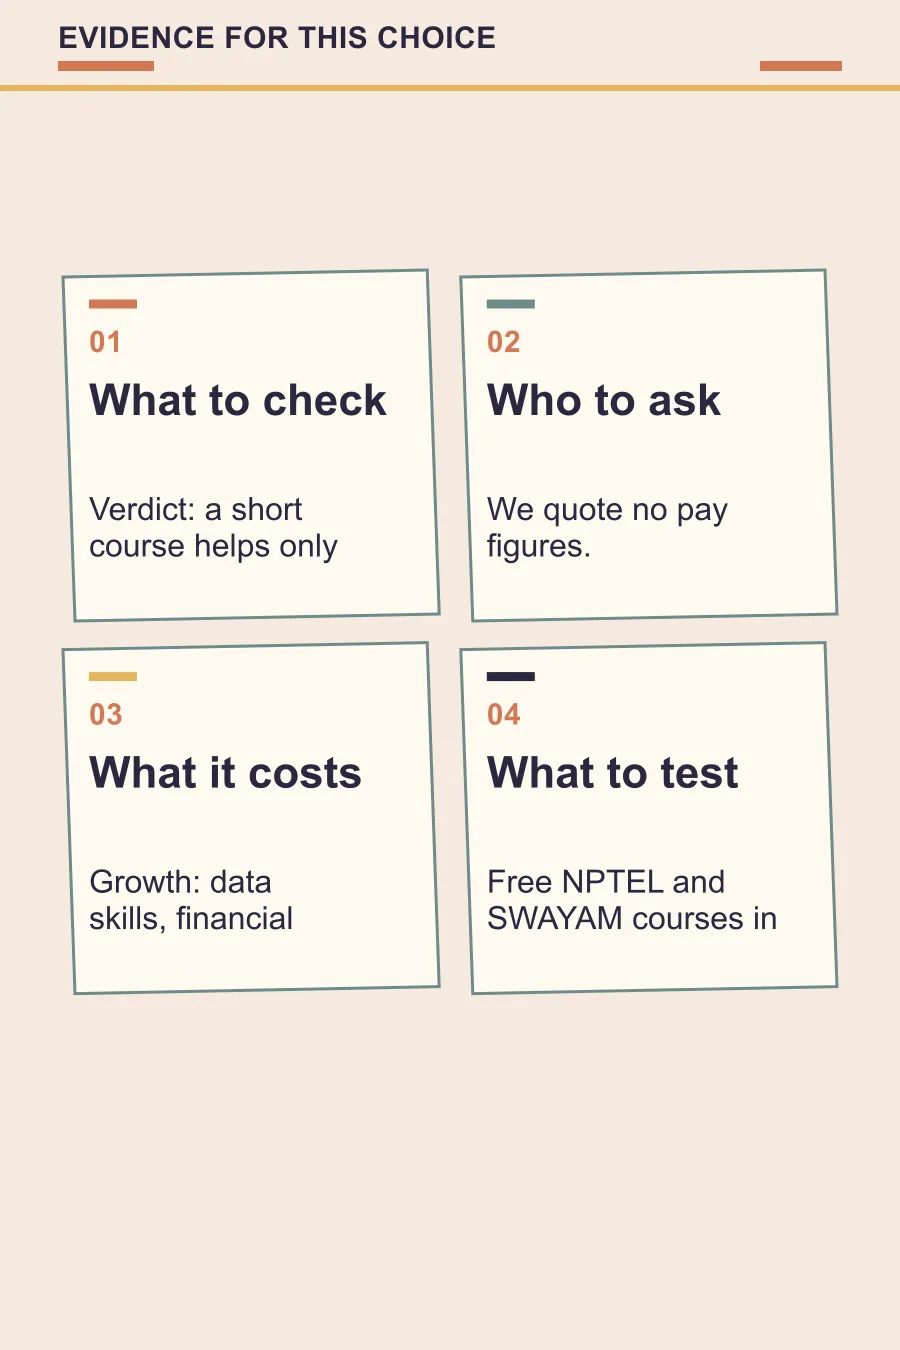 EVIDENCE FOR THIS CHOICE
01
What to check
Verdict: a short
course helps only
02
Who to ask
We quote no pay
figures.
03
What it costs
Growth: data
skills, financial
04
What to test
Free NPTEL and
SWAYAM courses in